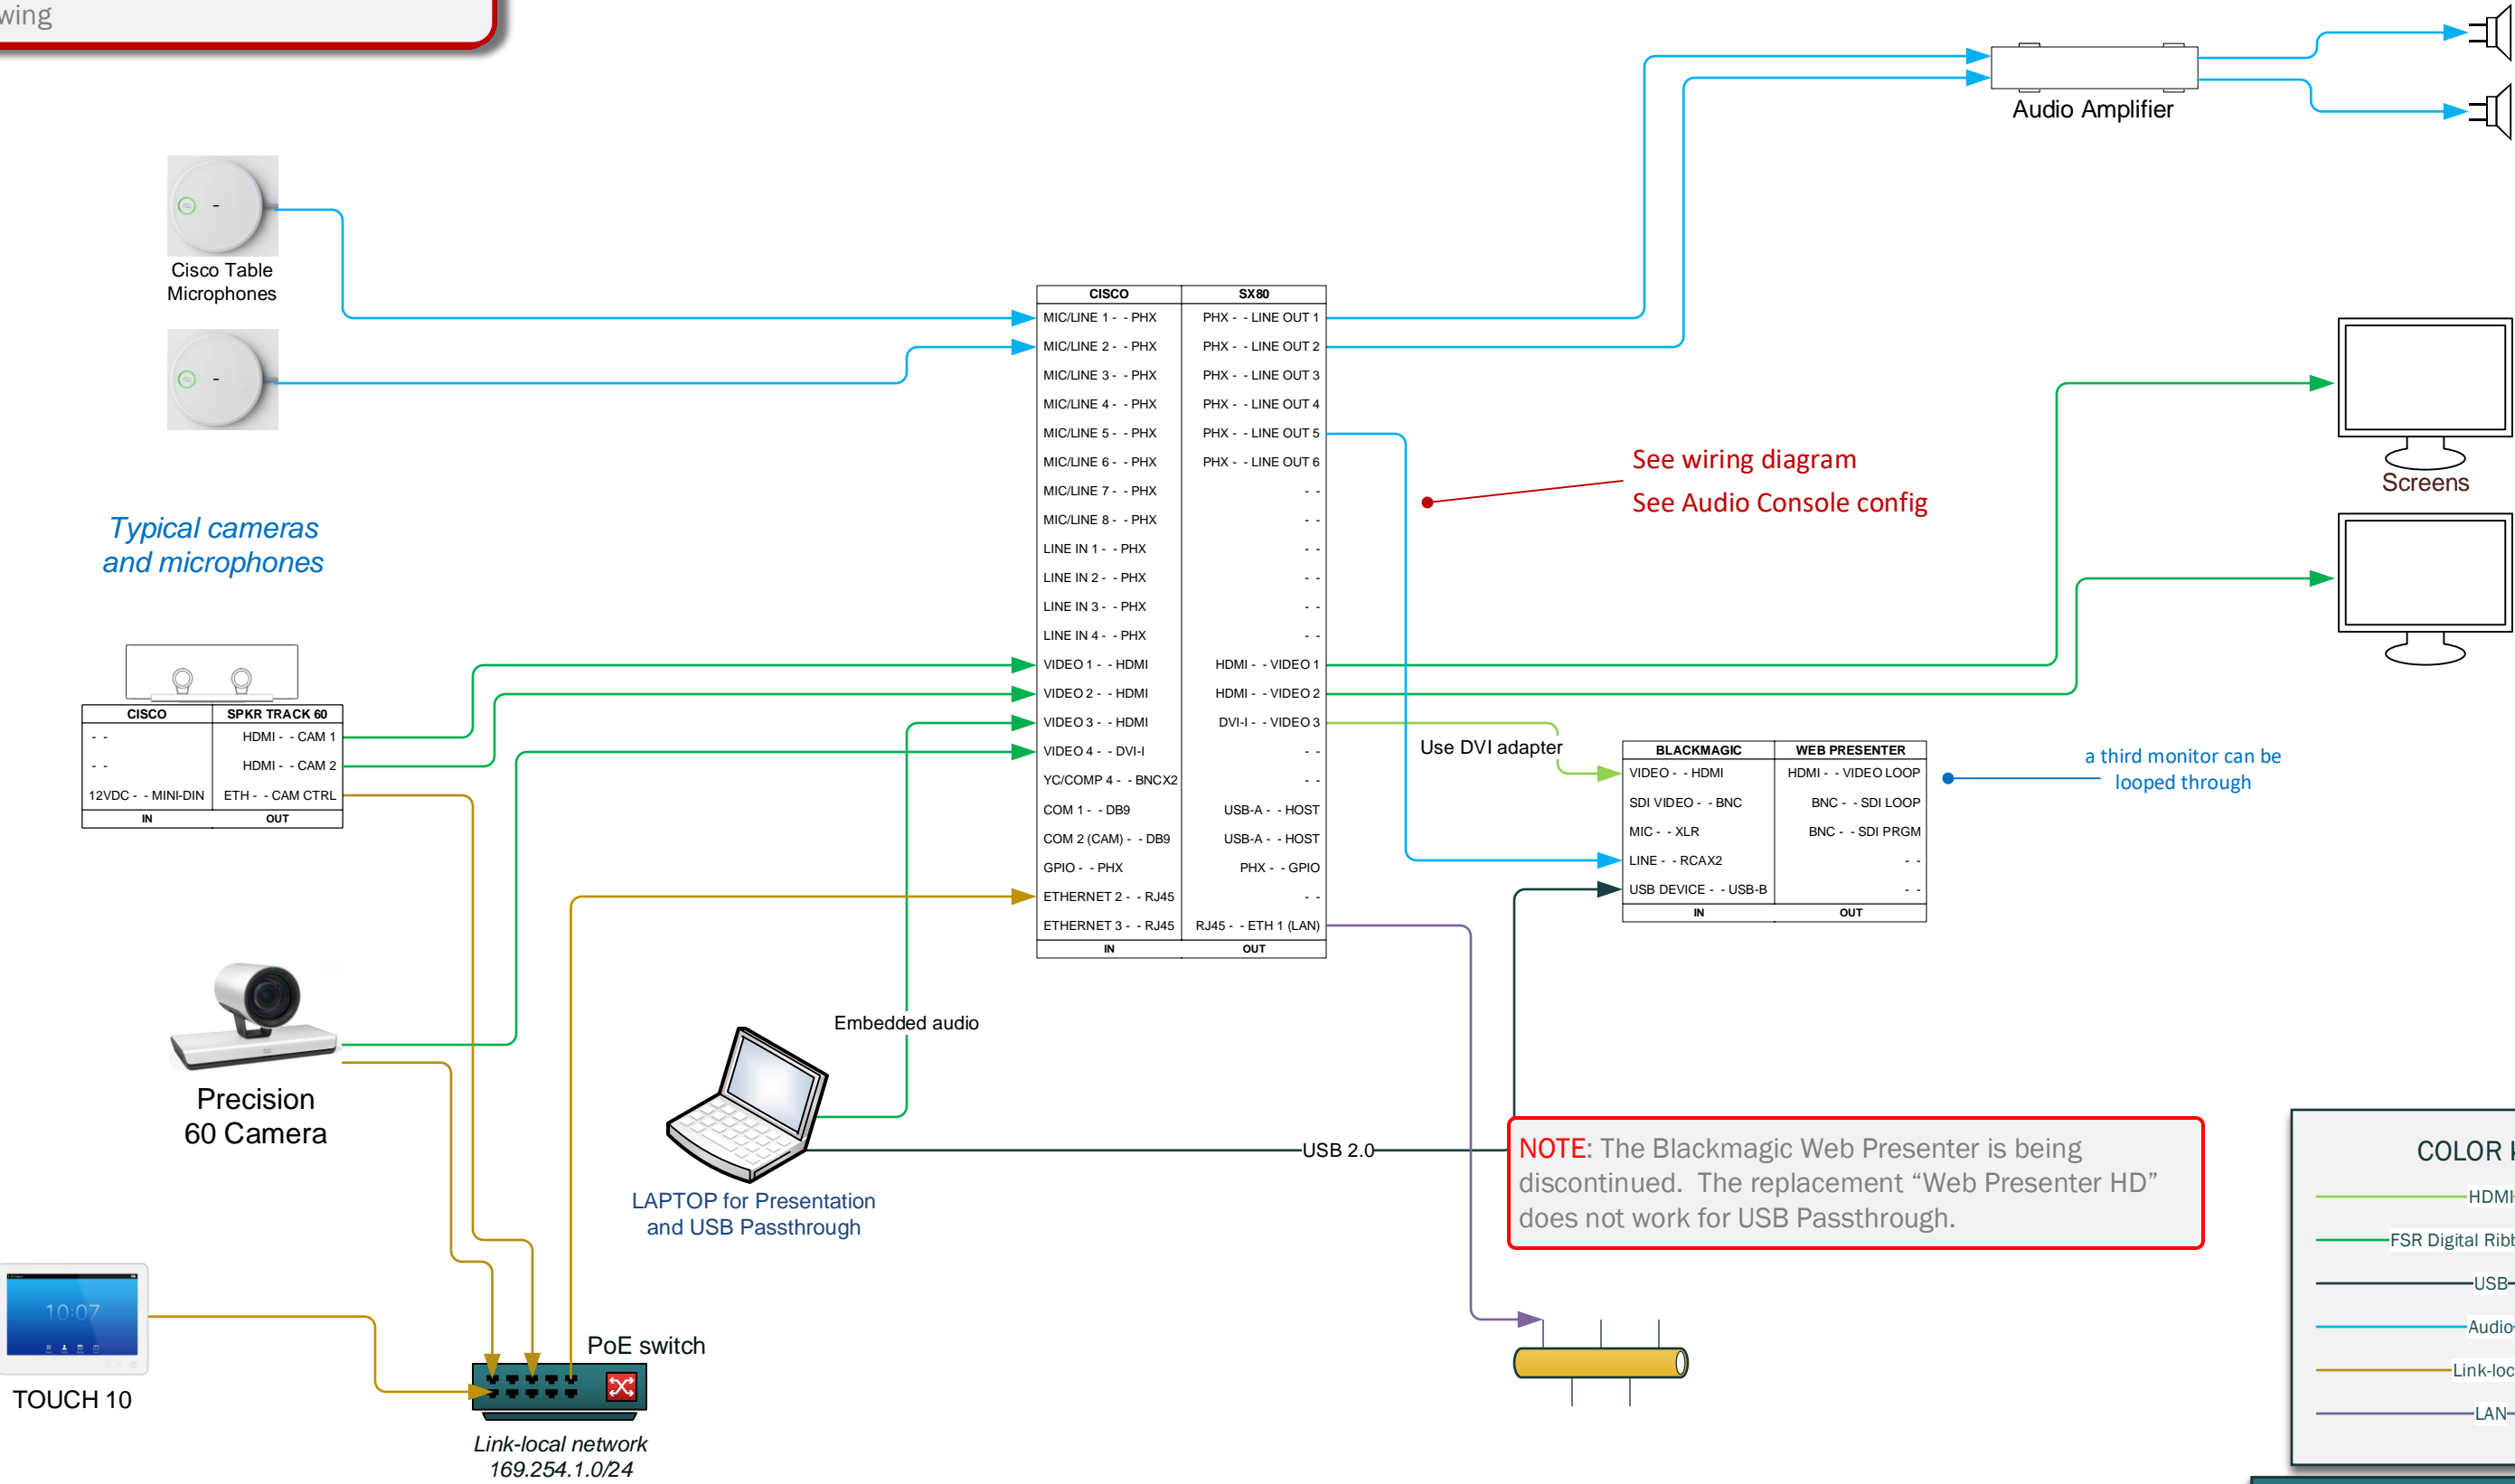 wing
Audio Amplifier
Cisco Table
Microphones
Typical cameras
and microphones
CISCO SX80
MIC/LINE 1 - - PHX PHX - - LINE OUT 1
MIC/LINE 2 - - PHX PHX - - LINE OUT 2
MIC/LINE 3 - - PHX PHX - - LINE OUT 3
MIC/LINE 4 - - PHX PHX - - LINE OUT 4
MIC/LINE 5 - - PHX PHX - - LINE OUT 5
MIC/LINE 6 - - PHX PHX - - LINE OUT 6
MIC/LINE 7 - - PHX - -
MIC/LINE 8 - - PHX - -
LINE IN 1 - - PHX - -
LINE IN 2 - - PHX - -
LINE IN 3 - - PHX - -
LINE IN 4 - - PHX - -
VIDEO 1 - - HDMI HDMI - - VIDEO 1
VIDEO 2 - - HDMI HDMI - - VIDEO 2
VIDEO 3 - - HDMI DVI-I - - VIDEO 3
VIDEO 4 - - DVI-I - -
YC/COMP 4 - - BNCX2 - -
COM 1 - - DB9 USB-A - - HOST
COM 2 (CAM) - - DB9 USB-A - - HOST
GPIO - - PHX PHX - - GPIO
ETHERNET 2 - - RJ45 - -
ETHERNET 3 - - RJ45 RJ45 - - ETH 1 (LAN)
IN OUT
See wiring diagram
See Audio Console config
Screens
CISCO SPKR TRACK 60
- - HDMI - - CAM 1
- - HDMI - - CAM 2
12VDC - - MINI-DIN ETH - - CAM CTRL
IN OUT
Use DVI adapter
BLACKMAGIC WEB PRESENTER
VIDEO - - HDMI HDMI - - VIDEO LOOP
SDI VIDEO - - BNC BNC - - SDI LOOP
MIC - - XLR BNC - - SDI PRGM
LINE - - RCAX2 - -
USB DEVICE - - USB-B - -
IN OUT
a third monitor can be
looped through
Precision
60 Camera
Embedded audio
LAPTOP for Presentation
and USB Passthrough
USB 2.0
NOTE: The Blackmagic Web Presenter is being
discontinued. The replacement “Web Presenter HD”
does not work for USB Passthrough.
10:07
TOUCH 10
PoE switch
Link-local network
169.254.1.0/24
COLOR
HDMI
FSR Digital Ribb
USB
Audio
Link-loc
LAN